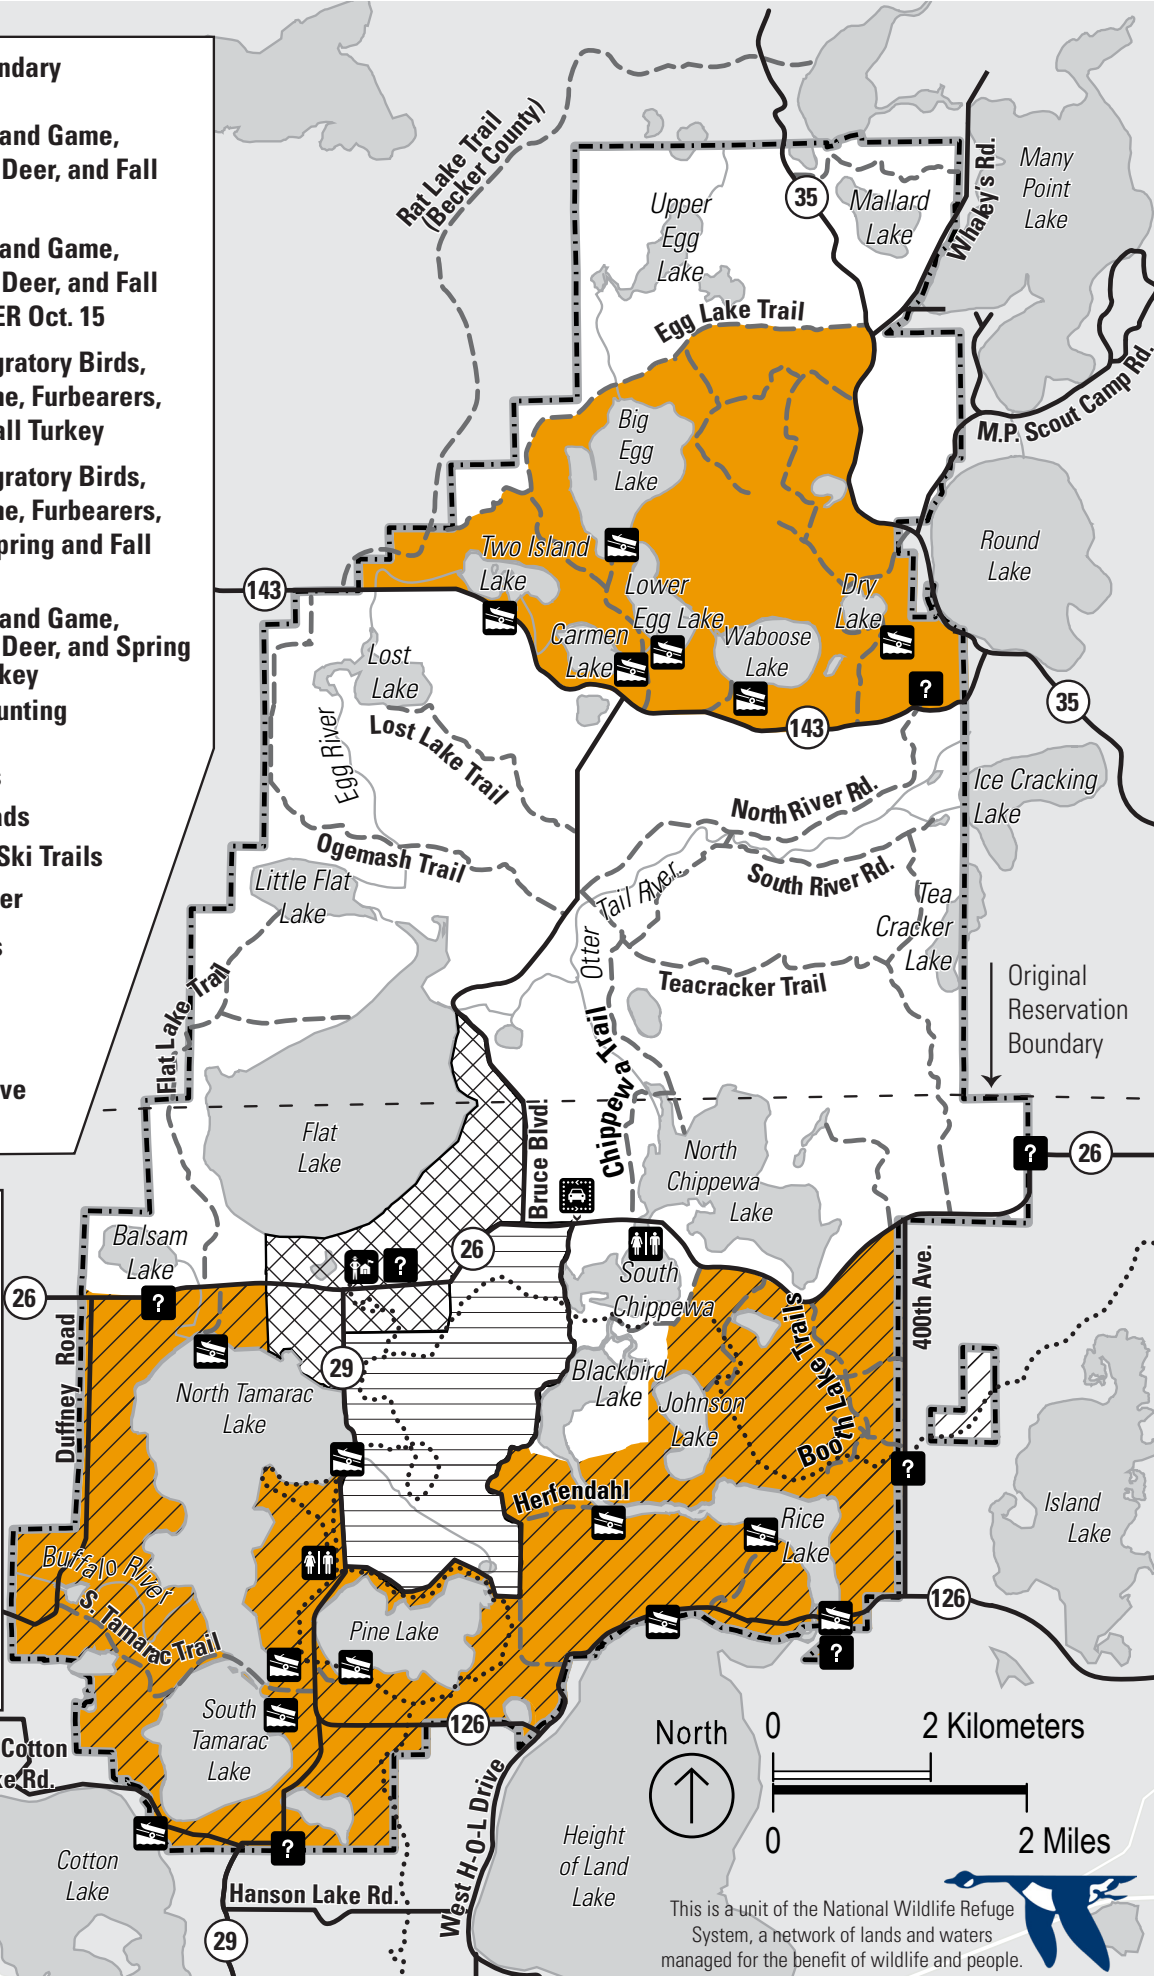 ndary
and Game,
Deer, and Fall
and Game,
Deer, and Fall
ER Oct. 15
gratory Birds,
ne, Furbearers,
all Turkey
gratory Birds,
ne, Furbearers,
pring and Fall
and Game,
Deer, and Spring
key
unting
s
ads
Ski Trails
er
s
ve
Rat Lake Trail
(Becker County)
35
Mallard
Lake
Whaley's Rd.
Many
Point
Lake
Upper
Egg
Lake
Egg Lake Trail
M.P. Scout Camp Rd.
Big
Egg
Lake
Round
Lake
Two Island
Lake
143
Lower
Egg Lake
Dry
Lake
Carmen
Lake
Waboose
Lake
?
35
143
Lost
Lake
Lost Lake Trail
Egg River
Ice Cracking
Lake
North River Rd.
Ogemash Trail
South River Rd.
Little Flat
Lake
Otter Tail River
Tea
Cracker
Lake
Flat Lake Trail
Teacracker Trail
Original
Reservation
Boundary
Chippewa Trail
Flat
Lake
Bruce Blvd.
North
Chippewa
Lake
?
26
Balsam
Lake
26
?
26
?
South
Chippewa
400th Ave.
Duffney Road
29
Booth Lake Trails
North Tamarac
Lake
Blackbird
Lake
Johnson
Lake
?
Herfendahl
Rice
Lake
Island
Lake
Buffalo River
S. Tamarac Trail
Pine Lake
126
?
South
Tamarac
Lake
126
Cotton
ke Rd.
West H-O-L Drive
North
0
2 Kilometers
0
2 Miles
?
Cotton
Lake
Height
of Land
Lake
Hanson Lake Rd.
29
This is a unit of the National Wildlife Refuge
System, a network of lands and waters
managed for the benefit of wildlife and people.